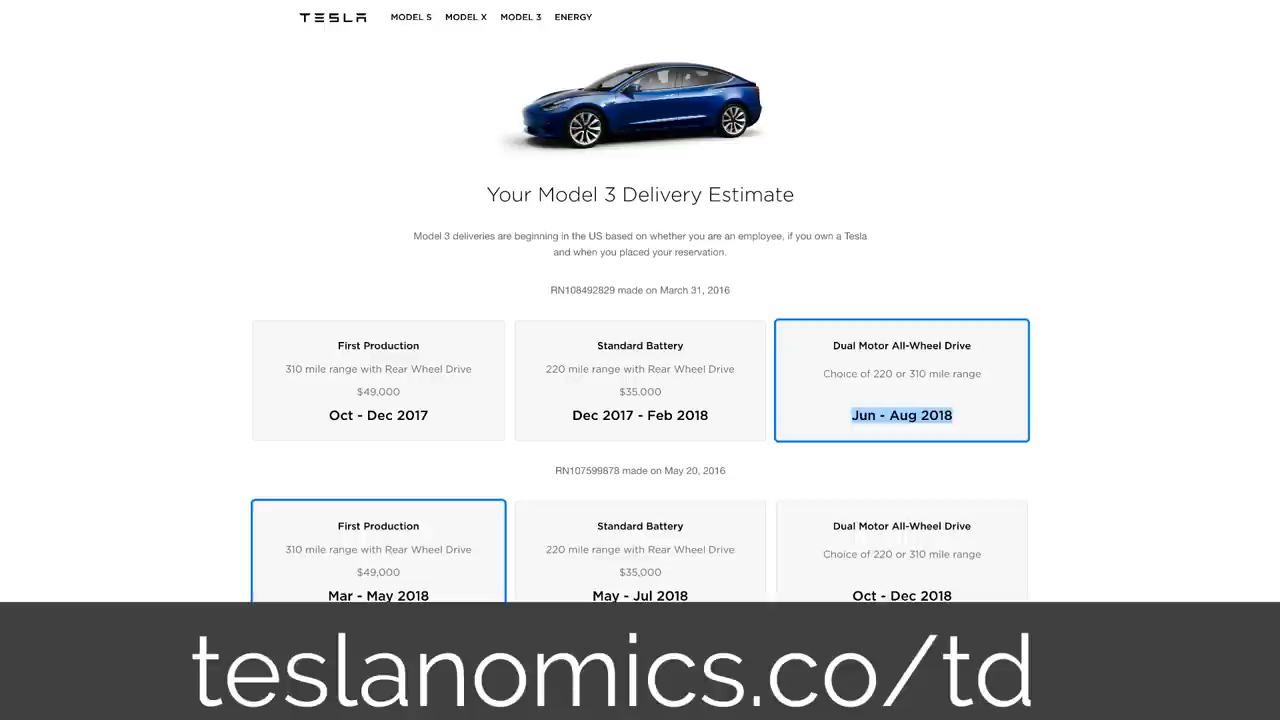 TESLA MODEL S MODEL X MODEL 3 ENERGY
Your Model 3 Delivery Estimate
Model 3 deliveries are beginning in the US based on whether you are an employee, if you own a Tesla
and when you placed your reservation.
RN108492829 made on March 31, 2016
First Production
310 mile range with Rear Wheel Drive
$49,000
Oct - Dec 2017
Standard Battery
220 mile range with Rear Wheel Drive
$35,000
Dec 2017 - Feb 2018
Dual Motor All-Wheel Drive
Choice of 220 or 310 mile range
Jun - Aug 2018
RN107599878 made on May 20, 2016
First Production
310 mile range with Rear Wheel Drive
$49,000
Mar - May 2018
Standard Battery
220 mile range with Rear Wheel Drive
$35,000
May - Jul 2018
Dual Motor All-Wheel Drive
Choice of 220 or 310 mile range
Oct - Dec 2018
teslanomics.co/td